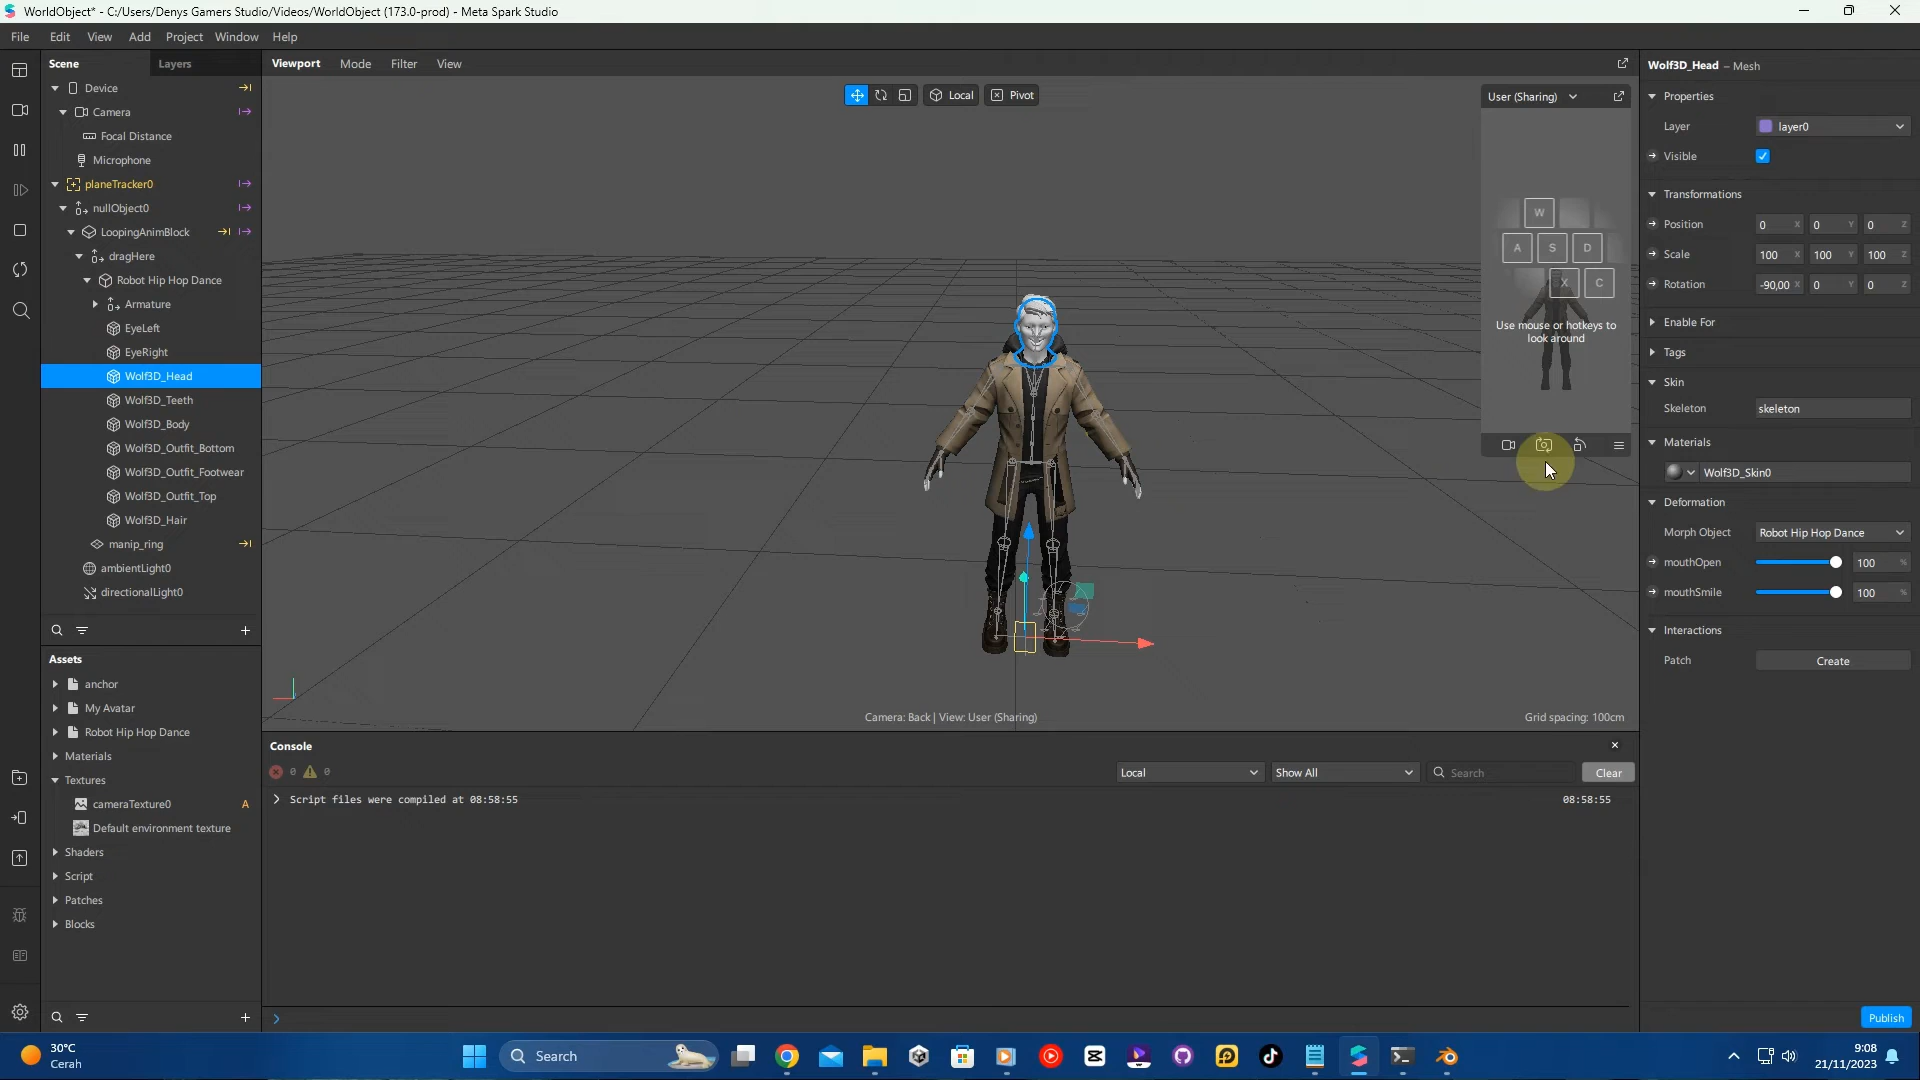 WorldObject* - C:/Users/Denys Gamers Studio/Videos/WorldObject (173.0-prod) - Meta Spark Studio
File Edit View Add Project Window Help
Scene
Layers
Device
Camera
Focal Distance
Microphone
planeTracker0
nullObject0
LoopingAnimBlock
dragHere
Robot Hip Hop Dance
Armature
EyeLeft
EyeRight
Wolf3D_Head
Wolf3D_Teeth
Wolf3D_Body
Wolf3D_Outfit_Bottom
Wolf3D_Outfit_Footwear
Wolf3D_Outfit_Top
Wolf3D_Hair
manip_ring
ambientLight0
directionalLight0
Assets
anchor
My Avatar
Robot Hip Hop Dance
Materials
Textures
cameraTexture0 A
Default environment texture
Shaders
Script
Patches
Blocks
Viewport Mode Filter View
Local
Pivot
User (Sharing)
W
A S D
X C
Use mouse or hotkeys to
look around
Camera: Back | View: User (Sharing)
Grid spacing: 100cm
Console
0 0
Local
Show All
Search
Clear
Script files were compiled at 08:58:55
08:58:55
Wolf3D_Head – Mesh
Properties
Layer layer0
Visible
Transformations
Position 0 X 0 Y 0 Z
Scale 100 X 100 Y 100 Z
Rotation -90,00 X 0 Y 0 Z
Enable For
Tags
Skin
Skeleton skeleton
Materials
Wolf3D_Skin0
Deformation
Morph Object Robot Hip Hop Dance
mouthOpen 100 %
mouthSmile 100 %
Interactions
Patch Create
Publish
30°C
Cerah
Search
9:08
21/11/2023